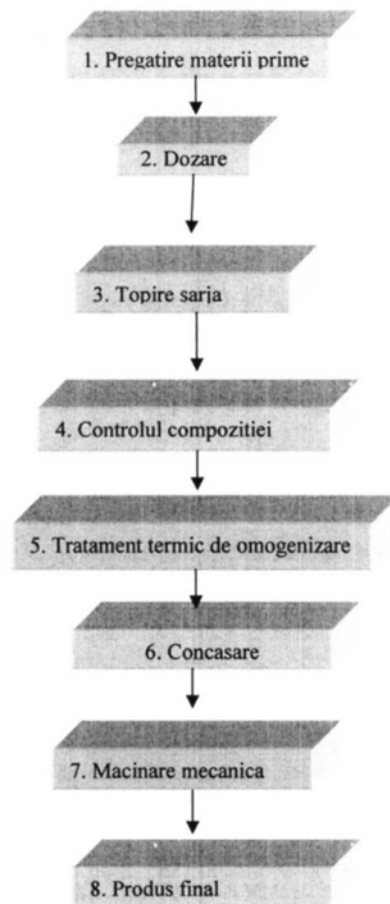 1. Pregatire materii prime
2. Dozare
3. Topire sarja
4. Controlul compozitiei
5. Tratament termic de omogenizare
6. Concasare
7. Macinare mecanica
8. Produs final